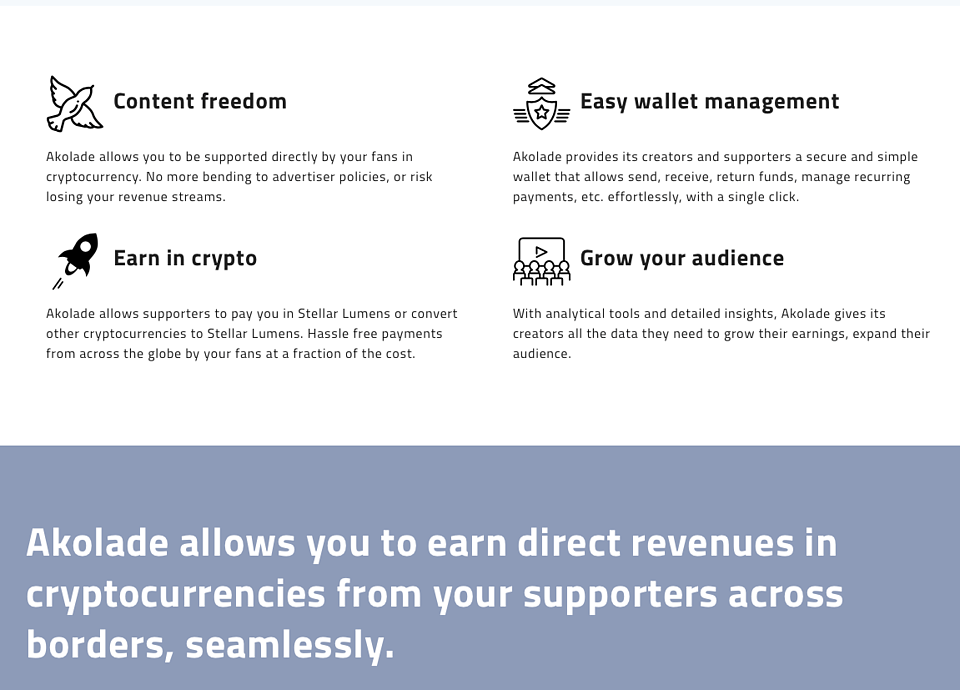 Content freedom
Akolade allows you to be supported directly by your fans in
cryptocurrency. No more bending to advertiser policies, or risk
losing your revenue streams.
Easy wallet management
Akolade provides its creators and supporters a secure and simple
wallet that allows send, receive, return funds, manage recurring
payments, etc. effortlessly, with a single click.
Earn in crypto
Akolade allows supporters to pay you in Stellar Lumens or convert
other cryptocurrencies to Stellar Lumens. Hassle free payments
from across the globe by your fans at a fraction of the cost.
Grow your audience
With analytical tools and detailed insights, Akolade gives its
creators all the data they need to grow their earnings, expand their
audience.
Akolade allows you to earn direct revenues in
cryptocurrencies from your supporters across
borders, seamlessly.